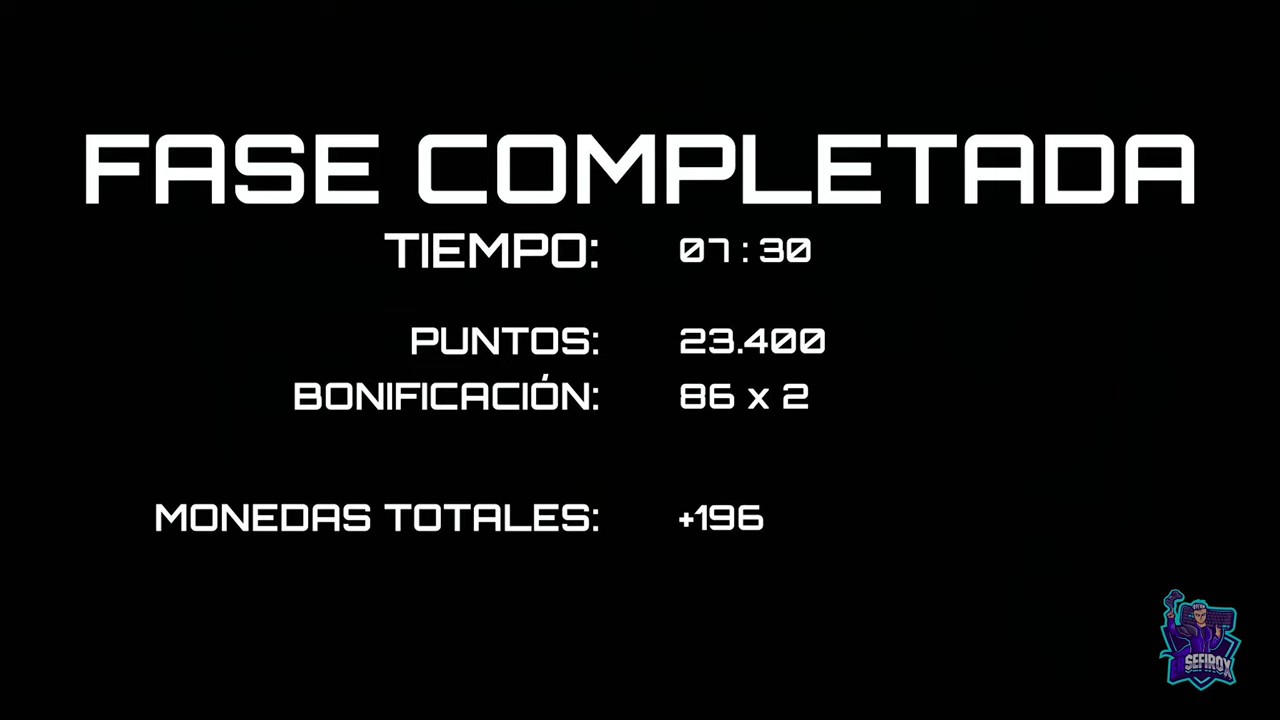 FASE COMPLETADA
TIEMPO: 07:30
PUNTOS: 23.400
BONIFICACIÓN: 86 x 2
MONEDAS TOTALES: +196
SEFIROX